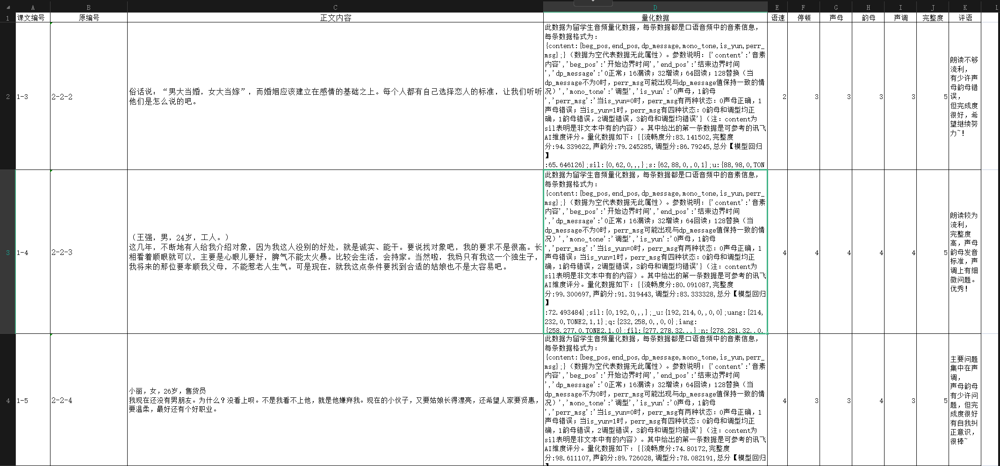 A B C D E F G H I J K L
1 课文编号 原编号 正文内容 量化数据 语速 停顿 声母 韵母 声调 完整度 评语
2 1-3 2-2-2
俗话说：“男大当婚，女大当嫁”，而婚姻应该建立在感情的基础之上。每个人都有自己选择恋人的标准，让我们听听
他们是怎么说的吧。
此数据为留学生音频量化数据，每条数据都是口语音频中的音素信息，
每条数据格式为：
{content:{beg_pos,end_pos,dp_message,mono_tone,is_yun,perr_
msg};}（数据为空代表数据无此属性）。参数说明：{'content':'音素
内容','beg_pos':'开始边界时间','end_pos':'结束边界时间
','dp_message':'0正常；16漏读；32增读；64回读；128替换（当
dp_message不为0时，perr_msg可能出现与dp_message值保持一致的情
况）','mono_tone':'调型','is_yun':'0声母，1韵母
','perr_msg':'当is_yun=0时，perr_msg有两种状态：0声母正确，1
声母错误；当is_yun=1时，perr_msg有四种状态：0韵母和调型均正
确，1韵母错误，2调型错误，3韵母和调型均错误'}（注：content为
sil表明是非文本中有的内容）。其中给出的第一条数据是可参考的讯飞
AI维度评分。量化数据如下：{{流畅度分:83.141502,完整度
分:94.339622,声韵分:79.245285,调型分:86.79245,总分【模型回归
】
:65.646126};sil:{0,62,0,,,};s:{62,88,0,,0,1};u:{88,98,0,TON
2 3 3 3 3 5
朗读不够
流利，
有少许声
母韵母错
误，
但完成度
很好，希
望继续努
力~！
3 1-4 2-2-3
（王强，男，24岁，工人。）
这几年，不断地有人给我介绍对象，因为我这人没别的好处，就是诚实、能干。要说找对象吧，我的要求不是很高。长
相看着顺眼就可以，主要是心眼儿要好，脾气不能太火暴。比较会生活，会持家。当然啦，我妈只有我这一个独生子，
我将来的那位要孝顺我父母，不能惹老人生气。可是现在，就我这点条件要找到合适的姑娘也不是太容易吧。
此数据为留学生音频量化数据，每条数据都是口语音频中的音素信息，
每条数据格式为：
{content:{beg_pos,end_pos,dp_message,mono_tone,is_yun,perr_
msg};}（数据为空代表数据无此属性）。参数说明：{'content':'音素
内容','beg_pos':'开始边界时间','end_pos':'结束边界时间
','dp_message':'0正常；16漏读；32增读；64回读；128替换（当
dp_message不为0时，perr_msg可能出现与dp_message值保持一致的情
况）','mono_tone':'调型','is_yun':'0声母，1韵母
','perr_msg':'当is_yun=0时，perr_msg有两种状态：0声母正确，1
声母错误；当is_yun=1时，perr_msg有四种状态：0韵母和调型均正
确，1韵母错误，2调型错误，3韵母和调型均错误'}（注：content为
sil表明是非文本中有的内容）。其中给出的第一条数据是可参考的讯飞
AI维度评分。量化数据如下：{{流畅度分:80.091087,完整度
分:99.300697,声韵分:91.319443,调型分:83.333328,总分【模型回归
】
:72.493484};sil:{0,192,0,,,};_u:{192,214,0,,0,0};uang:{214,
232,0,TONE2,1,1};q:{232,258,0,,0,0};iang:
{258,277,0,TONE2,1,0};fil:{277,278,32,,,};n:{278,281,32,,0,
4 4 4 4 4 5
朗读较为
流利，
完整度
高，声母
韵母发音
标准，声
调上有细
微问题。
优秀！
4 1-5 2-2-4
小丽，女，26岁，售货员
我现在还没有男朋友。为什么？没看上呗。不是我看不上他，就是他嫌弃我。现在的小伙子，又要姑娘长得漂亮，还希望人家要贤惠，
要温柔，最好还有个好职业。
此数据为留学生音频量化数据，每条数据都是口语音频中的音素信息，
每条数据格式为：
{content:{beg_pos,end_pos,dp_message,mono_tone,is_yun,perr_
msg};}（数据为空代表数据无此属性）。参数说明：{'content':'音素
内容','beg_pos':'开始边界时间','end_pos':'结束边界时间
','dp_message':'0正常；16漏读；32增读；64回读；128替换（当
dp_message不为0时，perr_msg可能出现与dp_message值保持一致的情
况）','mono_tone':'调型','is_yun':'0声母，1韵母
','perr_msg':'当is_yun=0时，perr_msg有两种状态：0声母正确，1
声母错误；当is_yun=1时，perr_msg有四种状态：0韵母和调型均正
确，1韵母错误，2调型错误，3韵母和调型均错误'}（注：content为
sil表明是非文本中有的内容）。其中给出的第一条数据是可参考的讯飞
AI维度评分。量化数据如下：{{流畅度分:74.80172,完整度
分:98.611107,声韵分:89.726028,调型分:78.082191,总分【模型回归
】
4 3 3 4 3 5
主要问题
集中在声
调，
声母韵母
有少许问
题，但完
成度很好
有自我纠
正意识，
很棒~